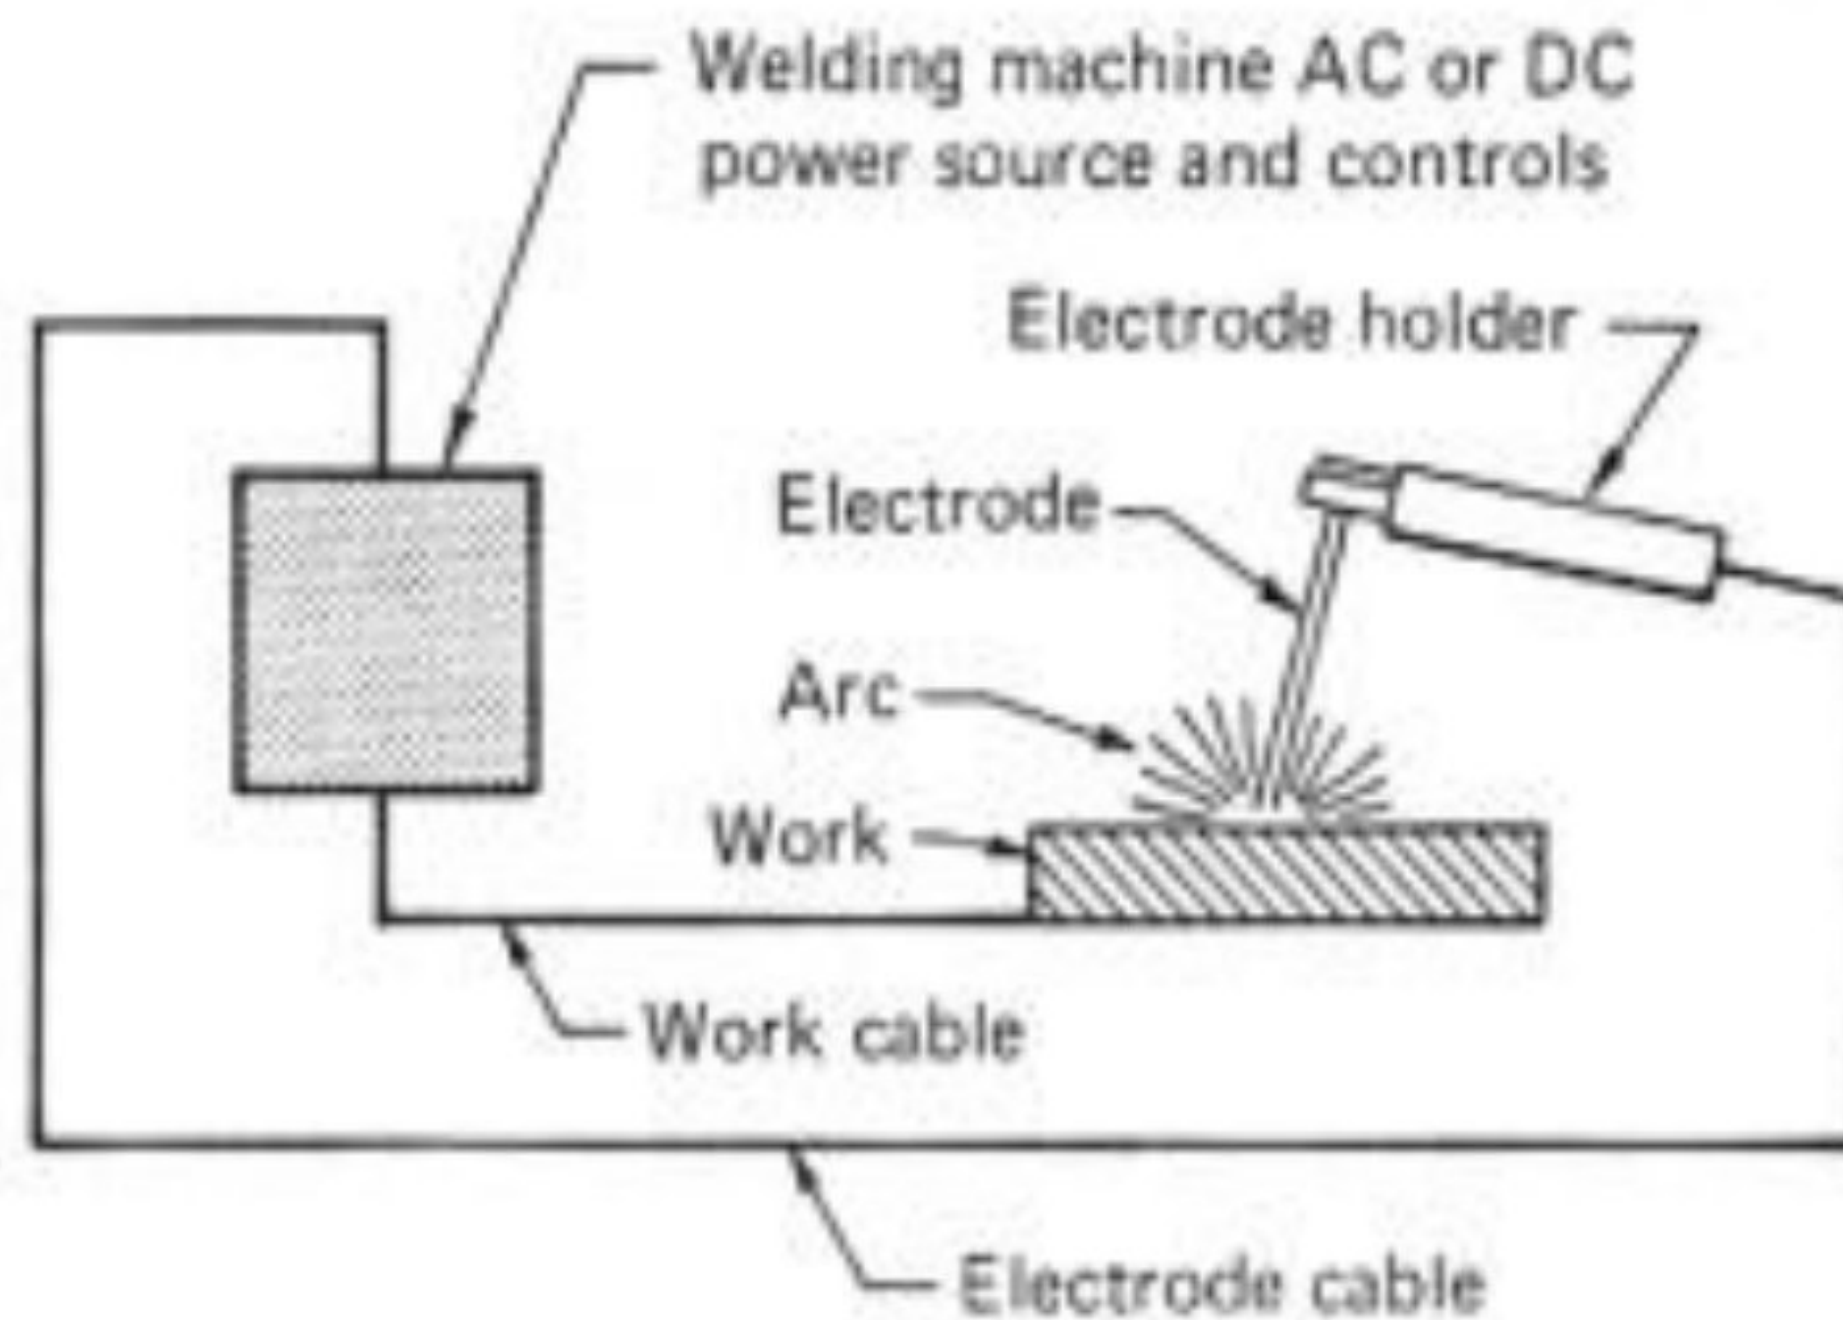 Welding machine AC or DC
power source and controls
Electrode holder
Electrode
Arc
Work
Work cable
Electrode cable